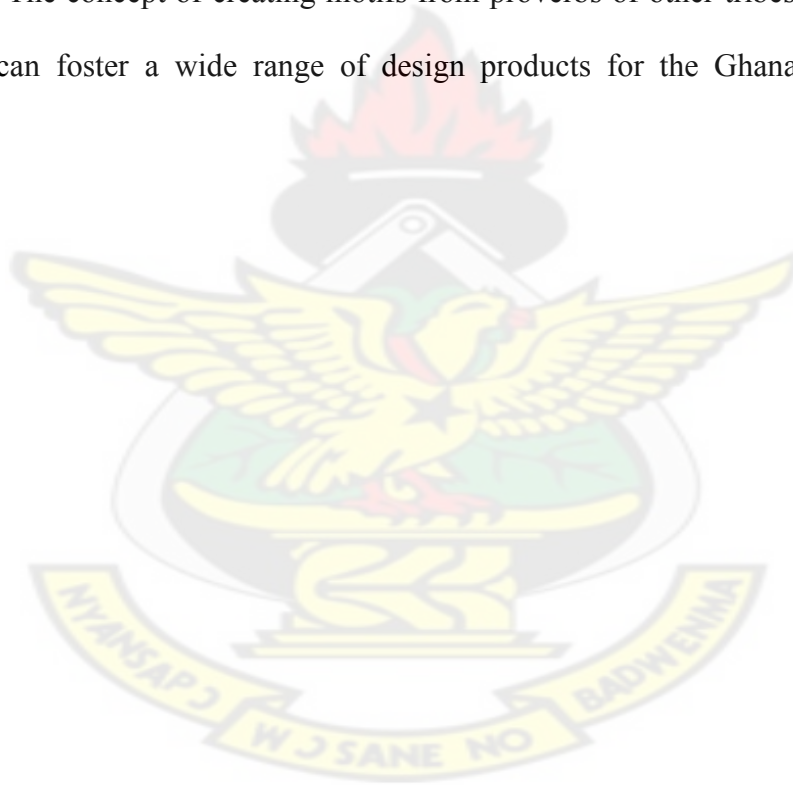 The concept of creating motifs from proverbs of other tribes
can foster a wide range of design products for the Ghana
NYANSAPƆ
WƆSANE NO
BADWENMA